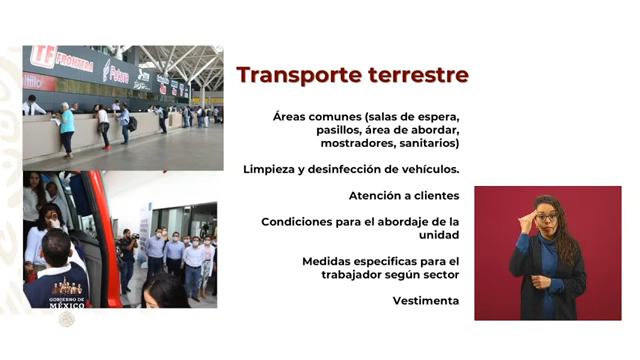 TF FRONTERA
Futura
Transporte terrestre
Áreas comunes (salas de espera,
pasillos, área de abordar,
mostradores, sanitarios)
Limpieza y desinfección de vehículos.
Atención a clientes
Condiciones para el abordaje de la
unidad
Medidas especificas para el
trabajador según sector
Vestimenta
GOBIERNO DE
MÉXICO